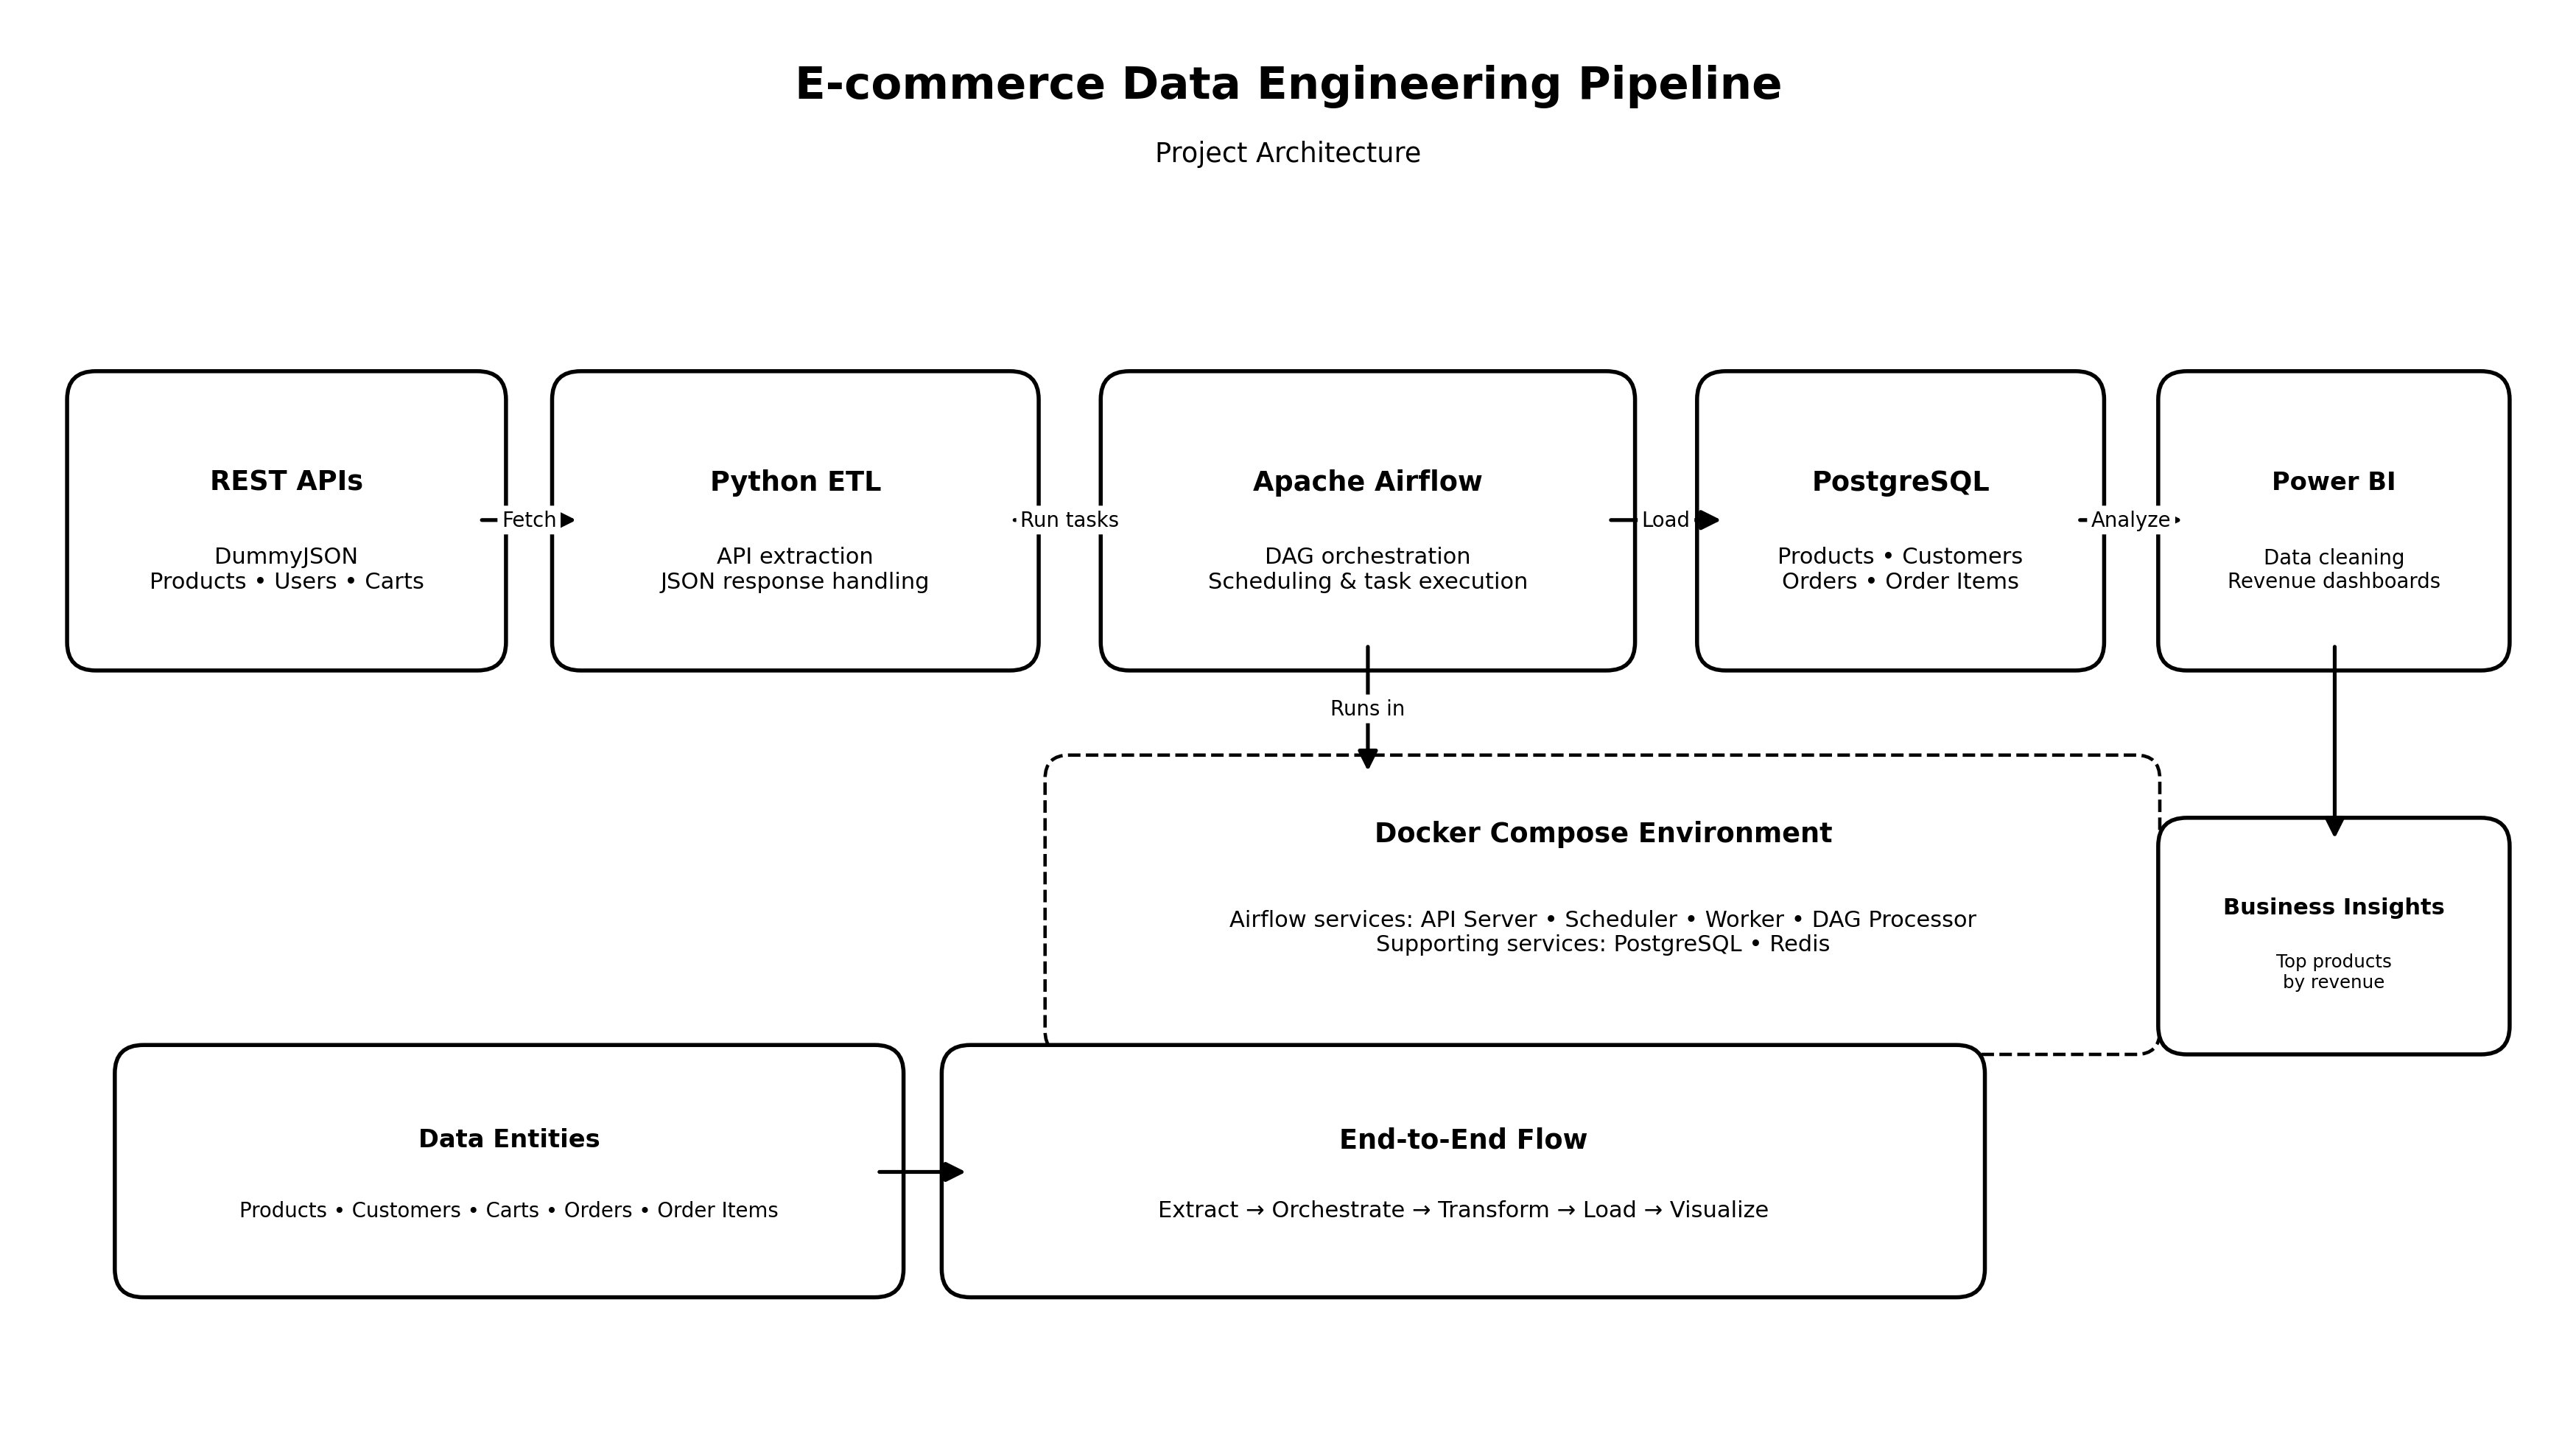 E-commerce Data Engineering Pipeline
Project Architecture
REST APIs
DummyJSON
Products • Users • Carts
Fetch
Python ETL
API extraction
JSON response handling
Run tasks
Apache Airflow
DAG orchestration
Scheduling & task execution
Load
PostgreSQL
Products • Customers
Orders • Order Items
Analyze
Power BI
Data cleaning
Revenue dashboards
Runs in
Docker Compose Environment
Airflow services: API Server • Scheduler • Worker • DAG Processor
Supporting services: PostgreSQL • Redis
Business Insights
Top products
by revenue
Data Entities
Products • Customers • Carts • Orders • Order Items
End-to-End Flow
Extract → Orchestrate → Transform → Load → Visualize